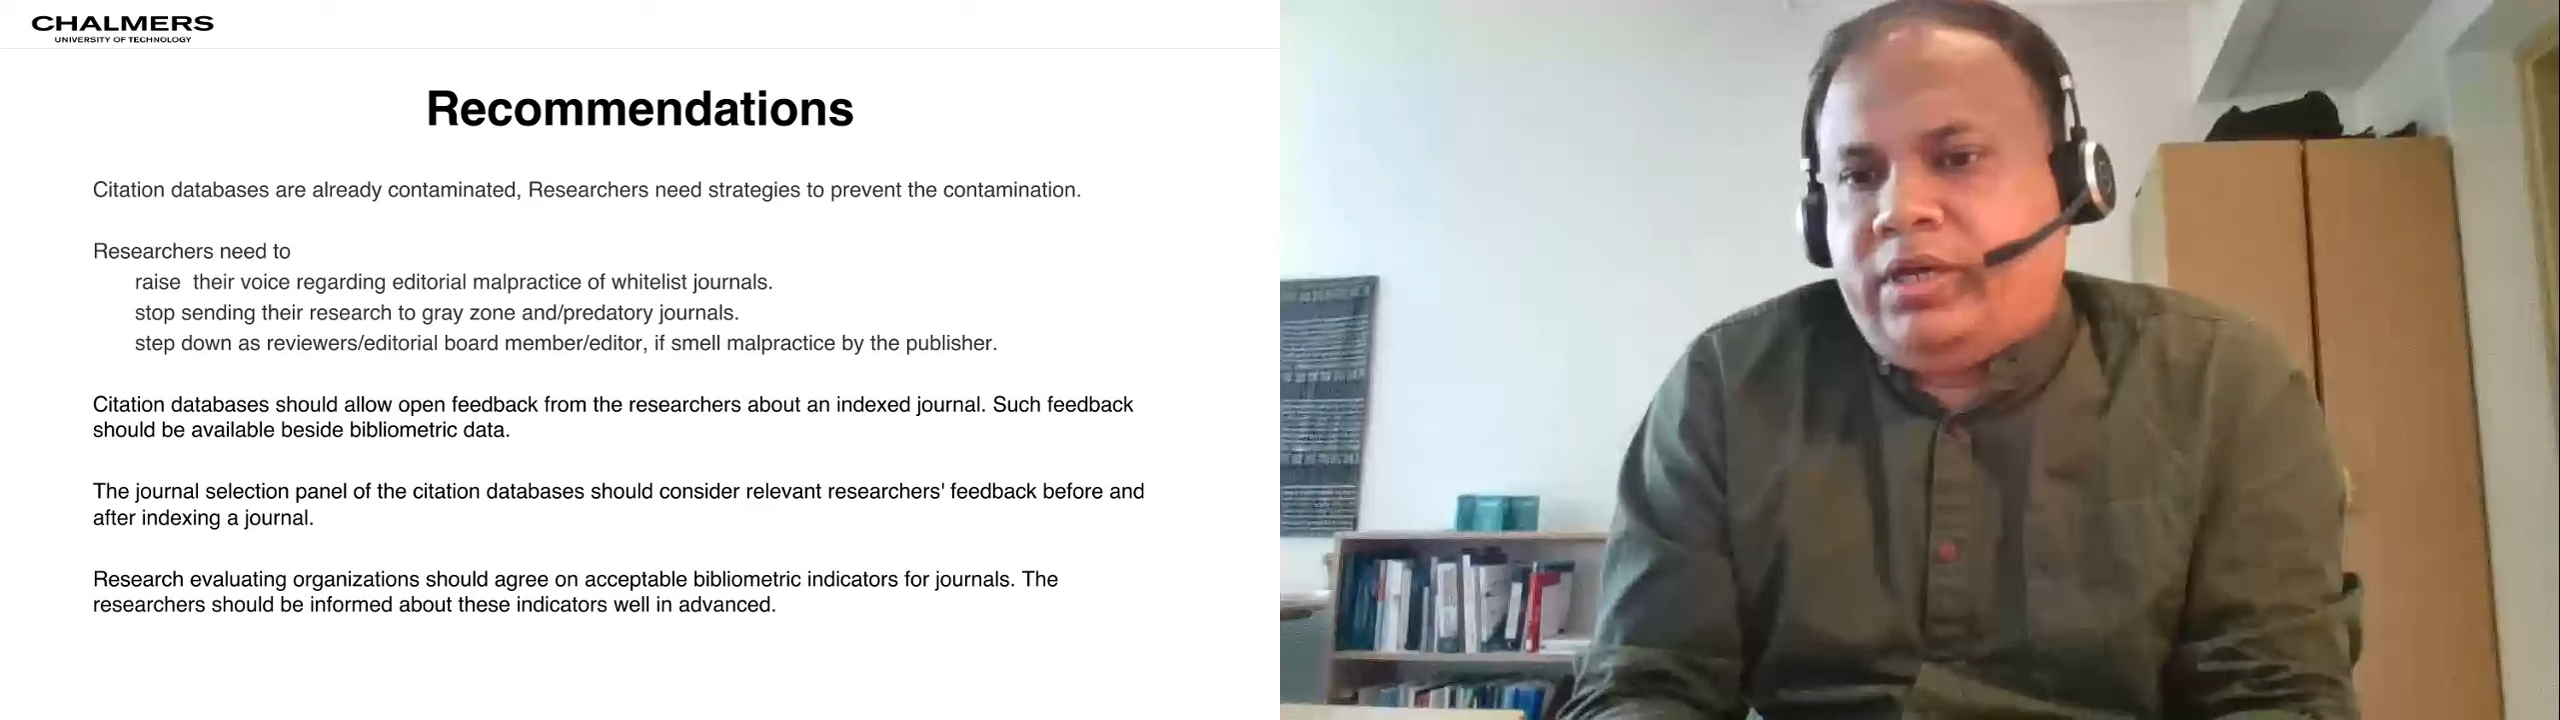 CHALMERS
UNIVERSITY OF TECHNOLOGY
Recommendations
Citation databases are already contaminated, Researchers need strategies to prevent the contamination.
Researchers need to
raise  their voice regarding editorial malpractice of whitelist journals.
stop sending their research to gray zone and/predatory journals.
step down as reviewers/editorial board member/editor, if smell malpractice by the publisher.
Citation databases should allow open feedback from the researchers about an indexed journal. Such feedback
should be available beside bibliometric data.
The journal selection panel of the citation databases should consider relevant researchers' feedback before and
after indexing a journal.
Research evaluating organizations should agree on acceptable bibliometric indicators for journals. The
researchers should be informed about these indicators well in advanced.